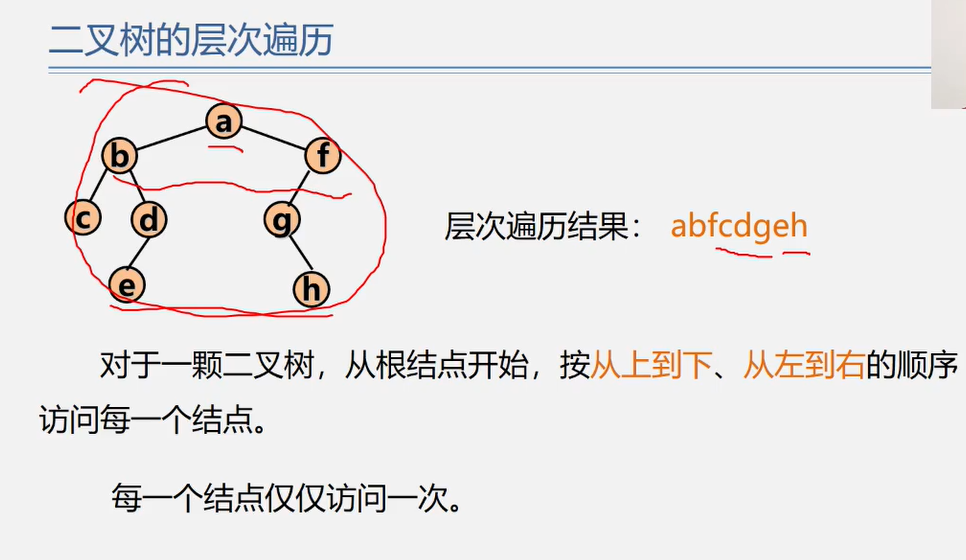 二叉树的层次遍历
a
b
f
c
d
g
e
h
层次遍历结果： abfcdgeh
对于一颗二叉树，从根结点开始，按从上到下、从左到右的顺序
访问每一个结点。
每一个结点仅仅访问一次。